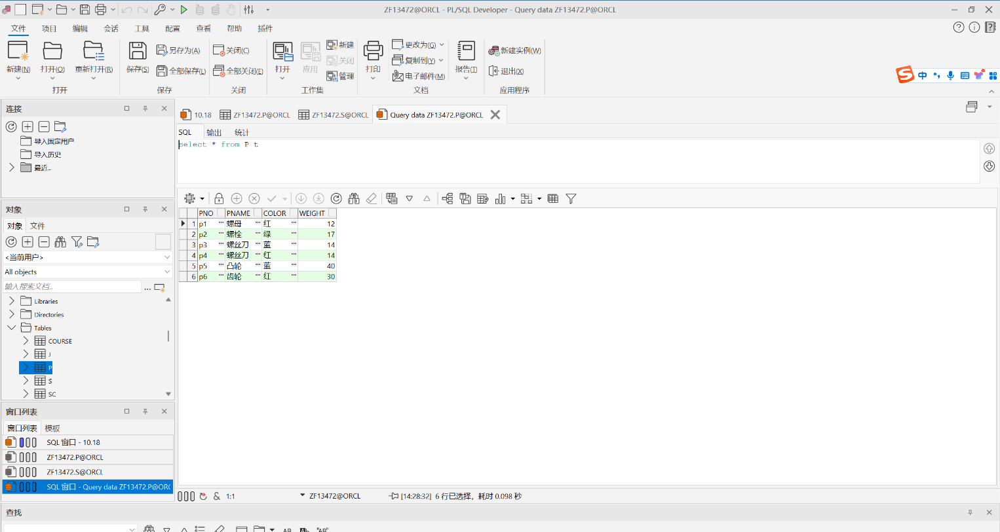 ZF13472@ORCL - PL/SQL Developer - Query data ZF13472.P@ORCL
文件 项目 编辑 会话 工具 配置 查看 帮助 插件
新建(N) 打开(O) 重新打开(R) 保存(S) 另存为(A) 全部保存(L) 关闭(C) 全部关闭(E) 打开 应用 新建 关闭 管理 打印 更改为(G) 复制到(Y) 电子邮件(M) 报告(T) 新建实例(W) 退出(X)
打开 保存 关闭 工作集 文档 应用程序
中
连接
导入固定用户
导入历史
最近...
10.18 ZF13472.P@ORCL ZF13472.S@ORCL Query data ZF13472.P@ORCL
SQL 输出 统计
select * from P t
对象
对象 文件
<当前用户>
All objects
输入搜索文档... ...
Libraries
Directories
Tables
COURSE
J
P
S
SC
PNO PNAME COLOR WEIGHT
1 p1 ··· 螺母 ··· 红 ··· 12
2 p2 ··· 螺栓 ··· 绿 ··· 17
3 p3 ··· 螺丝刀 ··· 蓝 ··· 14
4 p4 ··· 螺丝刀 ··· 红 ··· 14
5 p5 ··· 凸轮 ··· 蓝 ··· 40
6 p6 ··· 齿轮 ··· 红 ··· 30
窗口列表
窗口列表 模板
SQL 窗口 - 10.18
ZF13472.P@ORCL
ZF13472.S@ORCL
SQL 窗口 - Query data ZF13472.P@ORC
& 1:1 ZF13472@ORCL [14:28:32] 6 行已选择，耗时 0.098 秒
查找
AB "AB"